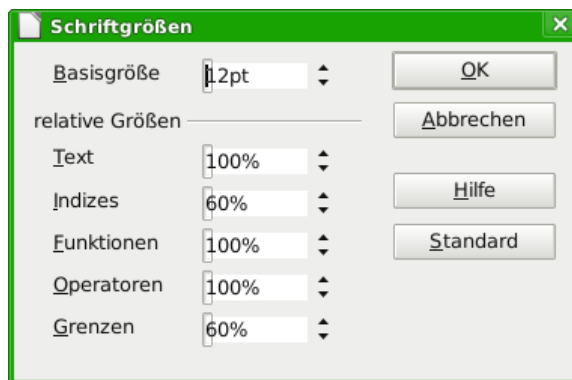 Schriftgrößen
Basisgröße 12pt
relative Größen
Text 100%
Indizes 60%
Funktionen 100%
Operatoren 100%
Grenzen 60%
OK
Abbrechen
Hilfe
Standard